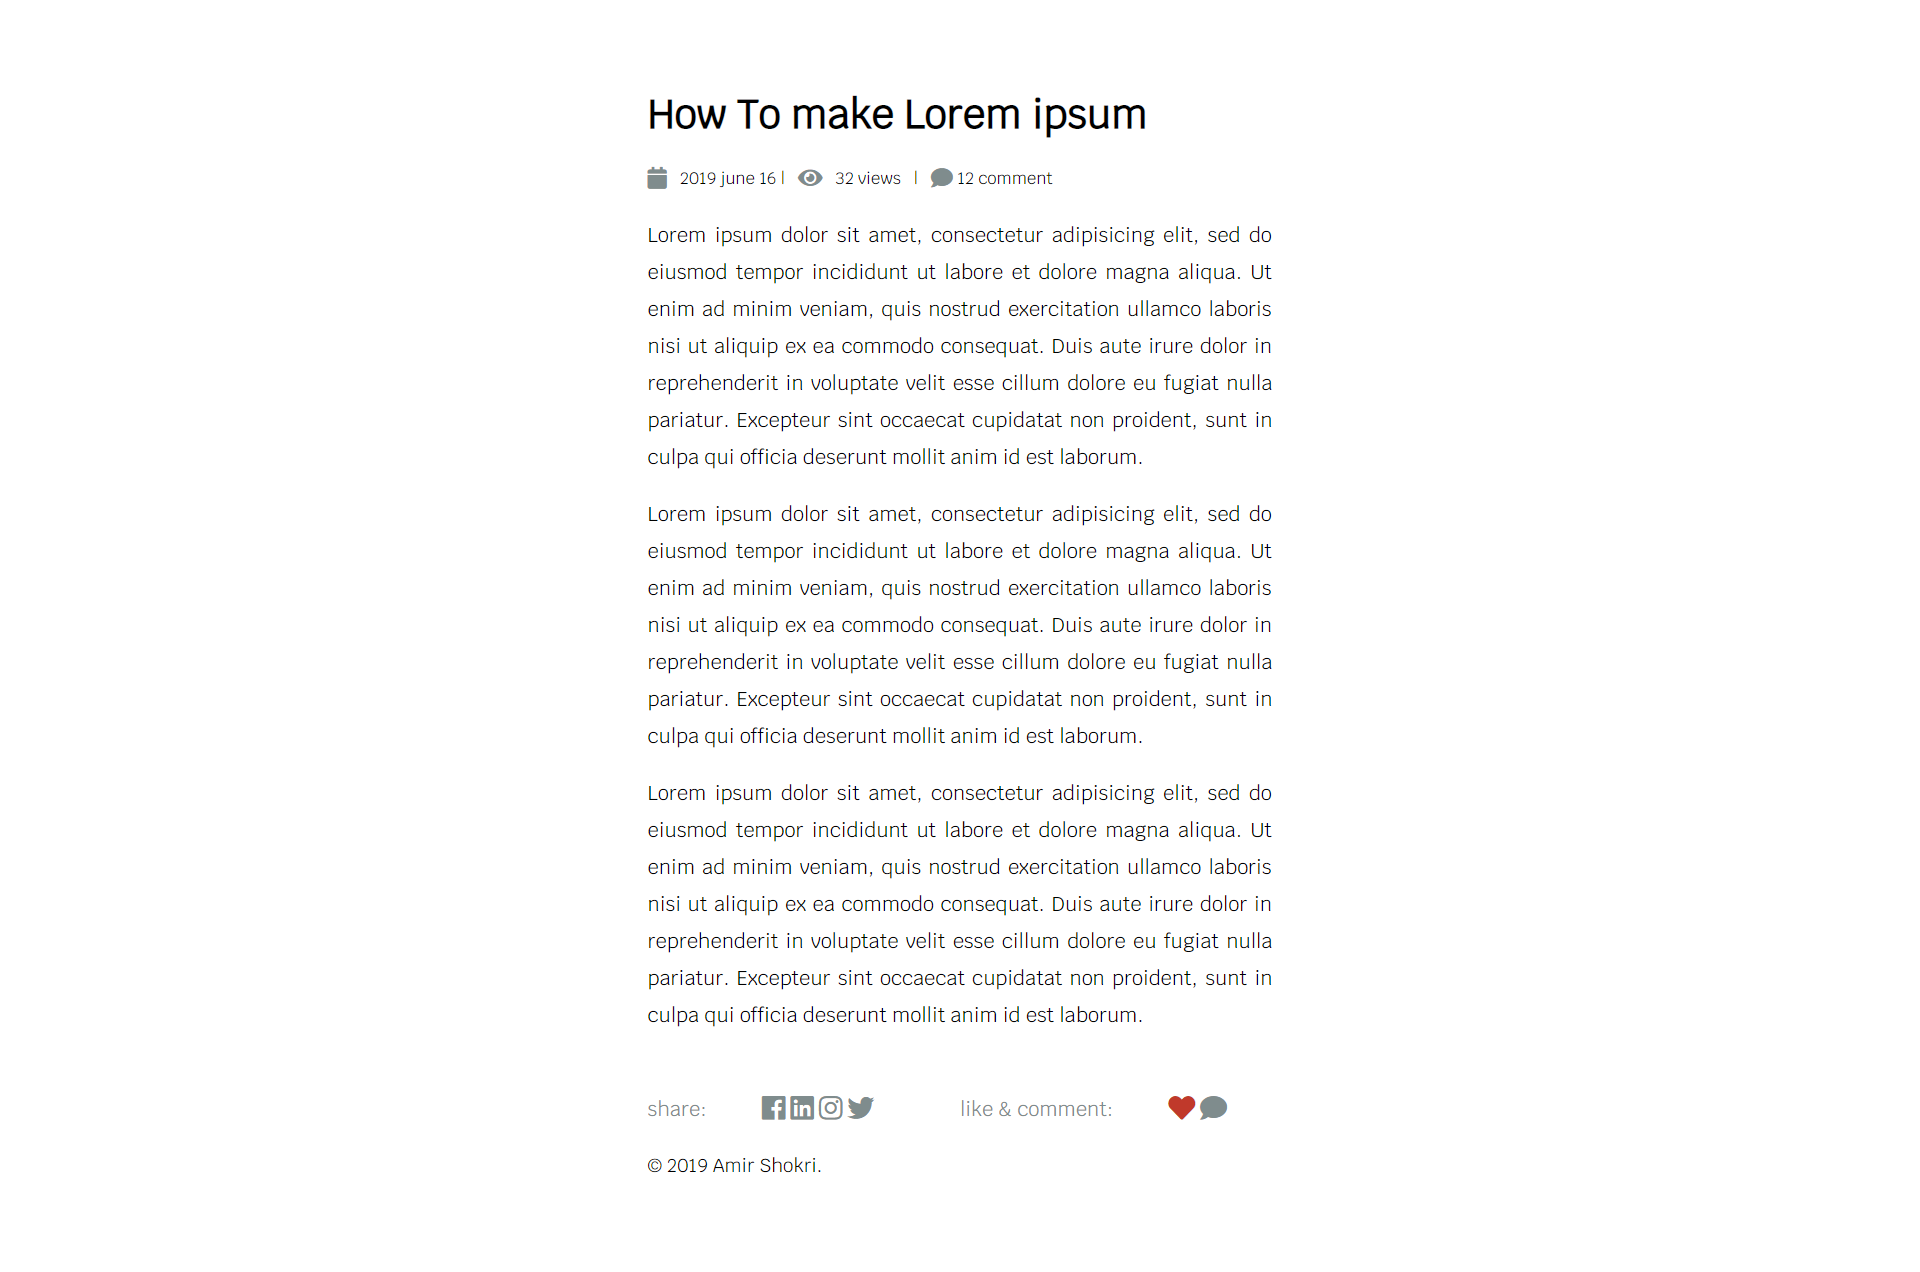 How To make Lorem ipsum
2019 june 16 | 32 views | 12 comment
Lorem ipsum dolor sit amet, consectetur adipisicing elit, sed do
eiusmod tempor incididunt ut labore et dolore magna aliqua. Ut
enim ad minim veniam, quis nostrud exercitation ullamco laboris
nisi ut aliquip ex ea commodo consequat. Duis aute irure dolor in
reprehenderit in voluptate velit esse cillum dolore eu fugiat nulla
pariatur. Excepteur sint occaecat cupidatat non proident, sunt in
culpa qui officia deserunt mollit anim id est laborum.
Lorem ipsum dolor sit amet, consectetur adipisicing elit, sed do
eiusmod tempor incididunt ut labore et dolore magna aliqua. Ut
enim ad minim veniam, quis nostrud exercitation ullamco laboris
nisi ut aliquip ex ea commodo consequat. Duis aute irure dolor in
reprehenderit in voluptate velit esse cillum dolore eu fugiat nulla
pariatur. Excepteur sint occaecat cupidatat non proident, sunt in
culpa qui officia deserunt mollit anim id est laborum.
Lorem ipsum dolor sit amet, consectetur adipisicing elit, sed do
eiusmod tempor incididunt ut labore et dolore magna aliqua. Ut
enim ad minim veniam, quis nostrud exercitation ullamco laboris
nisi ut aliquip ex ea commodo consequat. Duis aute irure dolor in
reprehenderit in voluptate velit esse cillum dolore eu fugiat nulla
pariatur. Excepteur sint occaecat cupidatat non proident, sunt in
culpa qui officia deserunt mollit anim id est laborum.
share: like & comment:
© 2019 Amir Shokri.